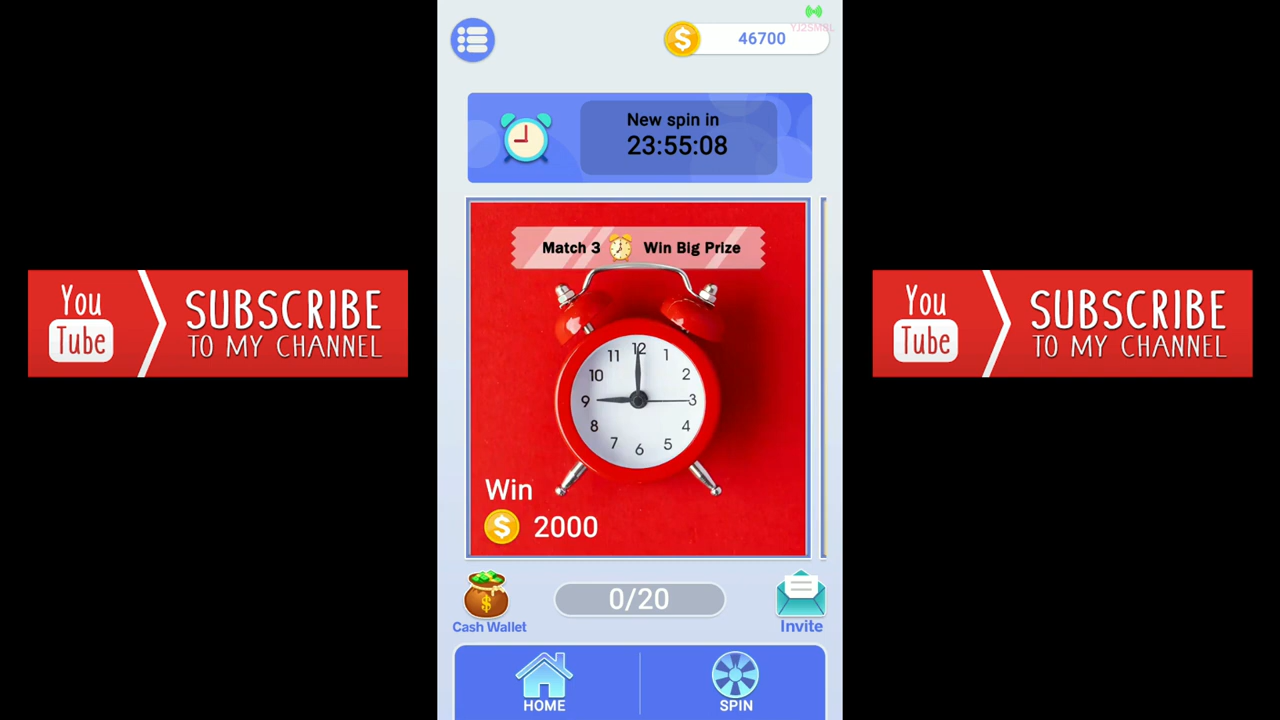 YJ2SM8L
46700
New spin in
23:55:08
Match 3 Win Big Prize
You
Tube
SUBSCRIBE
TO MY CHANNEL
You
Tube
SUBSCRIBE
TO MY CHANNEL
12
11
1
10
2
9
3
8
4
7
5
6
Win
2000
0/20
Cash Wallet
Invite
HOME
SPIN